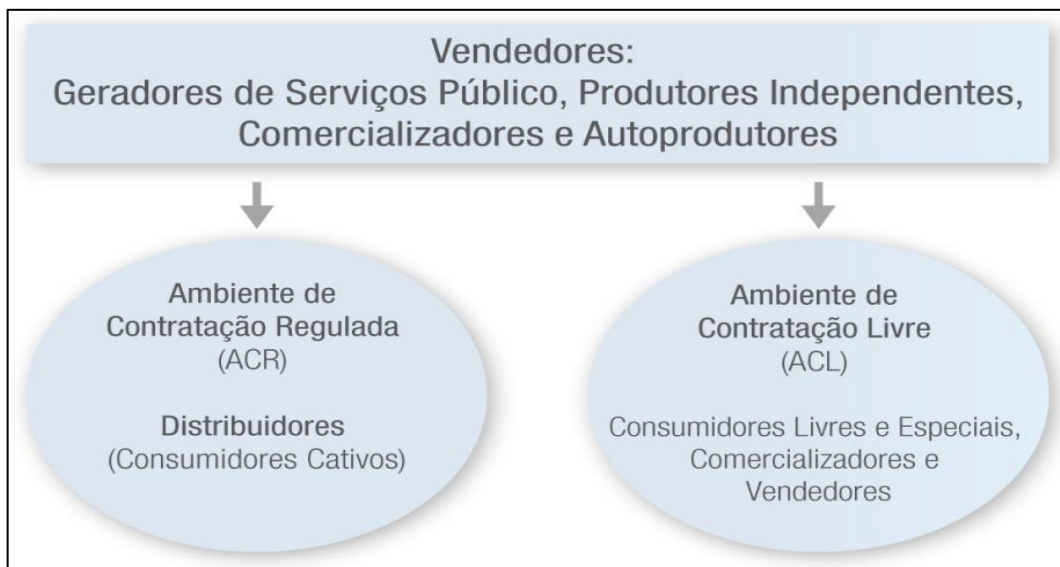 Vendedores:
Geradores de Serviços Público, Produtores Independentes,
Comercializadores e Autoprodutores
Ambiente de
Contratação Regulada
(ACR)
Distribuidores
(Consumidores Cativos)
Ambiente de
Contratação Livre
(ACL)
Consumidores Livres e Especiais,
Comercializadores e
Vendedores